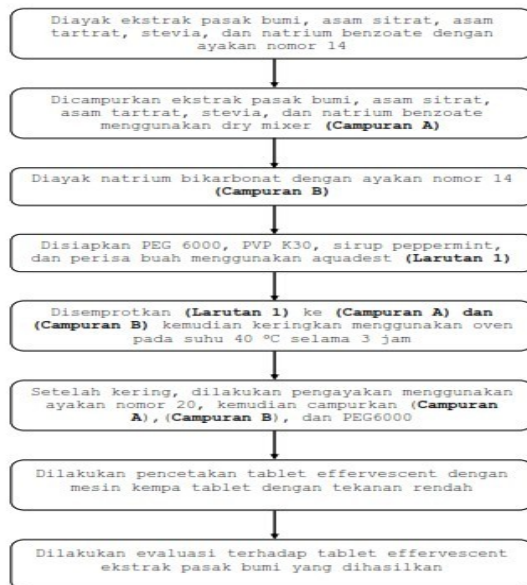 Diayak ekstrak pasak bumi, asam sitrat, asam
tartrat, stevia, dan natrium benzoate dengan
ayakan nomor 14
Dicampurkan ekstrak pasak bumi, asam sitrat,
asam tartrat, stevia, dan natrium benzoate
menggunakan dry mixer (Campuran A)
Diayak natrium bikarbonat dengan ayakan nomor 14
(Campuran B)
Disiapkan PEG 6000, PVP K30, sirup peppermint,
dan perisa buah menggunakan aquadest (Larutan 1)
Disemprotkan (Larutan 1) ke (Campuran A) dan
(Campuran B) kemudian keringkan menggunakan oven
pada suhu 40 ºC selama 3 jam
Setelah kering, dilakukan pengayakan menggunakan
ayakan nomor 20, kemudian campurkan (Campuran
A),(Campuran B), dan PEG6000
Dilakukan pencetakan tablet effervescent dengan
mesin kempa tablet dengan tekanan rendah
Dilakukan evaluasi terhadap tablet effervescent
ekstrak pasak bumi yang dihasilkan